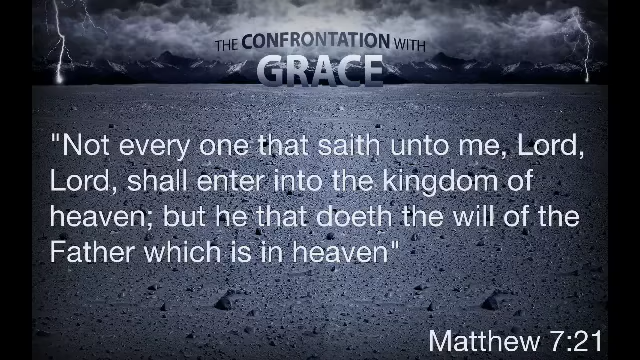 THE CONFRONTATION WITH
GRACE
"Not every one that saith unto me, Lord,
Lord, shall enter into the kingdom of
heaven; but he that doeth the will of the
Father which is in heaven"
Matthew 7:21